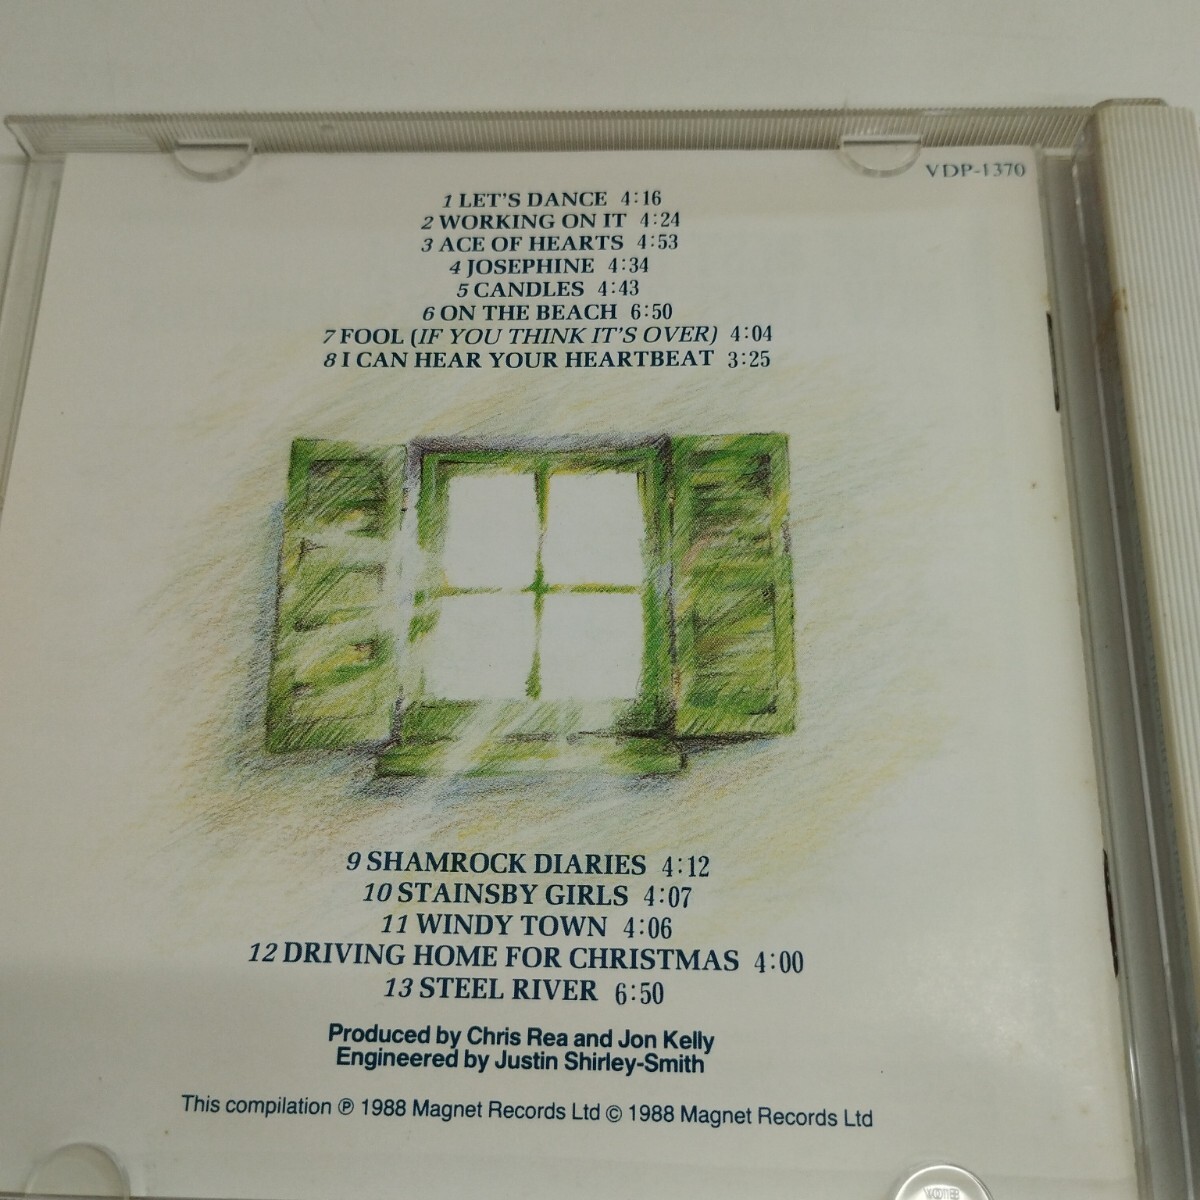 VDP-1370
1 LET'S DANCE 4:16
2 WORKING ON IT 4:24
3 ACE OF HEARTS 4:53
4 JOSEPHINE 4:34
5 CANDLES 4:43
6 ON THE BEACH 6:50
7 FOOL (IF YOU THINK IT'S OVER) 4:04
8 I CAN HEAR YOUR HEARTBEAT 3:25
9 SHAMROCK DIARIES 4:12
10 STAINSBY GIRLS 4:07
11 WINDY TOWN 4:06
12 DRIVING HOME FOR CHRISTMAS 4:00
13 STEEL RIVER 6:50
Produced by Chris Rea and Jon Kelly
Engineered by Justin Shirley-Smith
This compilation ℗ 1988 Magnet Records Ltd © 1988 Magnet Records Ltd